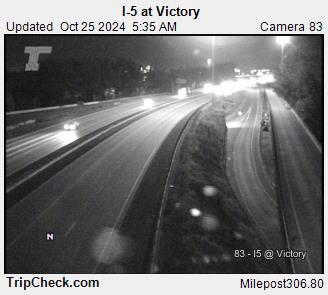 I-5 at Victory
Updated Oct 25 2024 5:35 AM Camera 83
T
N
83 - I5 @ Victory
TripCheck.com Milepost306.80